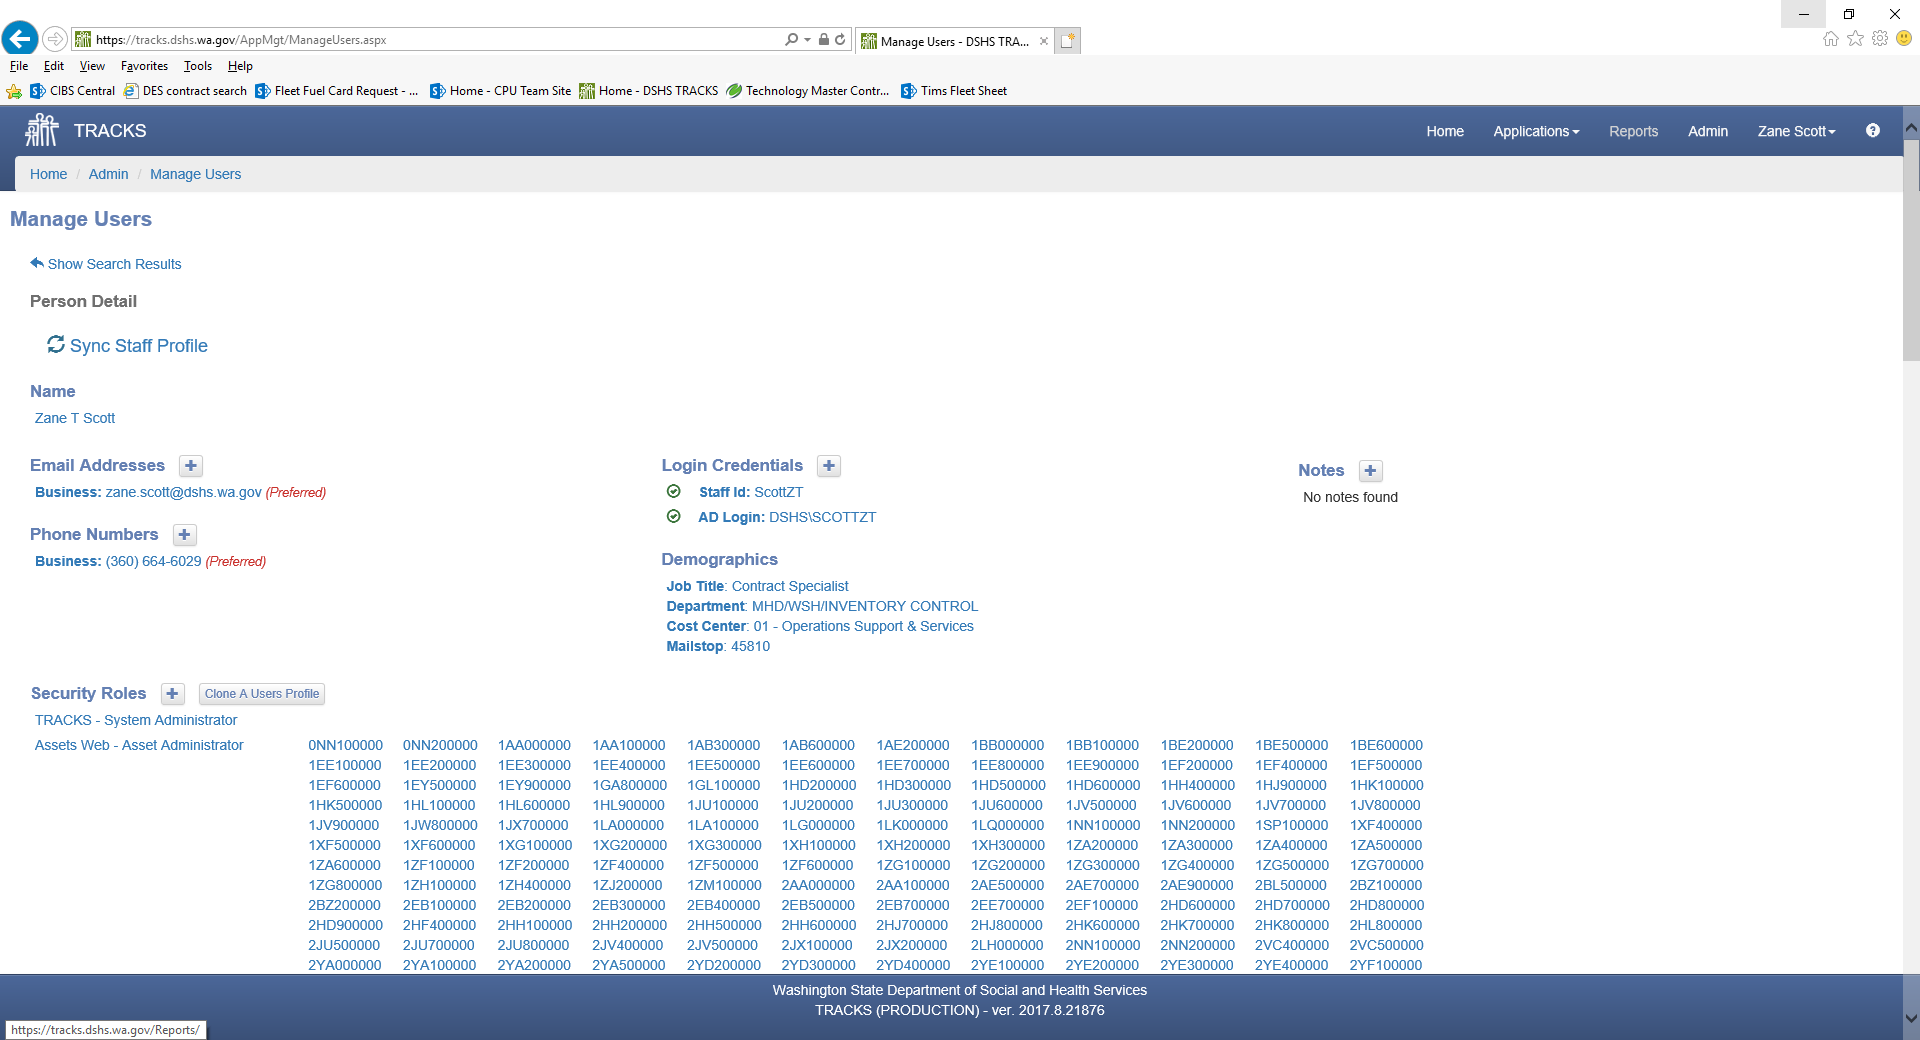 https://tracks.dshs.wa.gov/AppMgt/ManageUsers.aspx
Manage Users - DSHS TRA...
File Edit View Favorites Tools Help
CIBS Central DES contract search Fleet Fuel Card Request - ... Home - CPU Team Site Home - DSHS TRACKS Technology Master Contr... Tims Fleet Sheet
TRACKS Home Applications Reports Admin Zane Scott
Home / Admin / Manage Users
Manage Users
Show Search Results
Person Detail
Sync Staff Profile
Name
Zane T Scott
Email Addresses
Business: zane.scott@dshs.wa.gov (Preferred)
Phone Numbers
Business: (360) 664-6029 (Preferred)
Login Credentials
Staff Id: ScottZT
AD Login: DSHS\SCOTTZT
Demographics
Job Title: Contract Specialist
Department: MHD/WSH/INVENTORY CONTROL
Cost Center: 01 - Operations Support & Services
Mailstop: 45810
Notes
No notes found
Security Roles Clone A Users Profile
TRACKS - System Administrator
Assets Web - Asset Administrator 0NN100000 0NN200000 1AA000000 1AA100000 1AB300000 1AB600000 1AE200000 1BB000000 1BB100000 1BE200000 1BE500000 1BE600000
1EE100000 1EE200000 1EE300000 1EE400000 1EE500000 1EE600000 1EE700000 1EE800000 1EE900000 1EF200000 1EF400000 1EF500000
1EF600000 1EY500000 1EY900000 1GA800000 1GL100000 1HD200000 1HD300000 1HD500000 1HD600000 1HH400000 1HJ900000 1HK100000
1HK500000 1HL100000 1HL600000 1HL900000 1JU100000 1JU200000 1JU300000 1JU600000 1JV500000 1JV600000 1JV700000 1JV800000
1JV900000 1JW800000 1JX700000 1LA000000 1LA100000 1LG000000 1LK000000 1LQ000000 1NN100000 1NN200000 1SP100000 1XF400000
1XF500000 1XF600000 1XG100000 1XG200000 1XG300000 1XH100000 1XH200000 1XH300000 1ZA200000 1ZA300000 1ZA400000 1ZA500000
1ZA600000 1ZF100000 1ZF200000 1ZF400000 1ZF500000 1ZF600000 1ZG100000 1ZG200000 1ZG300000 1ZG400000 1ZG500000 1ZG700000
1ZG800000 1ZH100000 1ZH400000 1ZJ200000 1ZM100000 2AA000000 2AA100000 2AE500000 2AE700000 2AE900000 2BL500000 2BZ100000
2BZ200000 2EB100000 2EB200000 2EB300000 2EB400000 2EB500000 2EB700000 2EE700000 2EF100000 2HD600000 2HD700000 2HD800000
2HD900000 2HF400000 2HH100000 2HH200000 2HH500000 2HH600000 2HJ700000 2HJ800000 2HK600000 2HK700000 2HK800000 2HL800000
2JU500000 2JU700000 2JU800000 2JV400000 2JV500000 2JX100000 2JX200000 2LH000000 2NN100000 2NN200000 2VC400000 2VC500000
2YA000000 2YA100000 2YA200000 2YA500000 2YD200000 2YD300000 2YD400000 2YE100000 2YE200000 2YE300000 2YE400000 2YF100000
Washington State Department of Social and Health Services
TRACKS (PRODUCTION) - ver. 2017.8.21876
https://tracks.dshs.wa.gov/Reports/